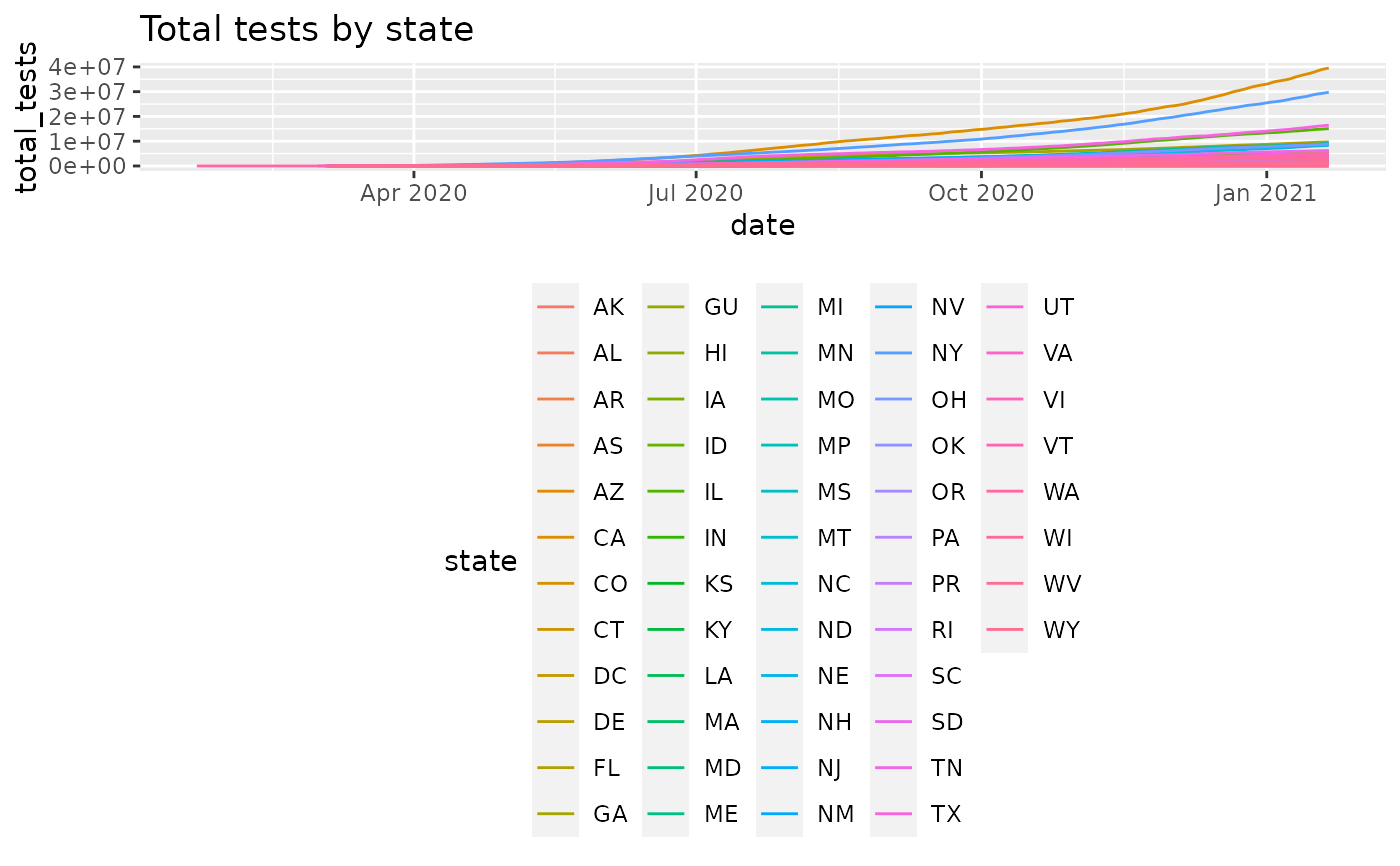 Total tests by state
total_tests
4e+07
3e+07
2e+07
1e+07
0e+00
Apr 2020 Jul 2020 Oct 2020 Jan 2021
date
state
AK GU MI NV UT
AL HI MN NY VA
AR IA MO OH VI
AS ID MP OK VT
AZ IL MS OR WA
CA IN MT PA WI
CO KS NC PR WV
CT KY ND RI WY
DC LA NE SC
DE MA NH SD
FL MD NJ TN
GA ME NM TX